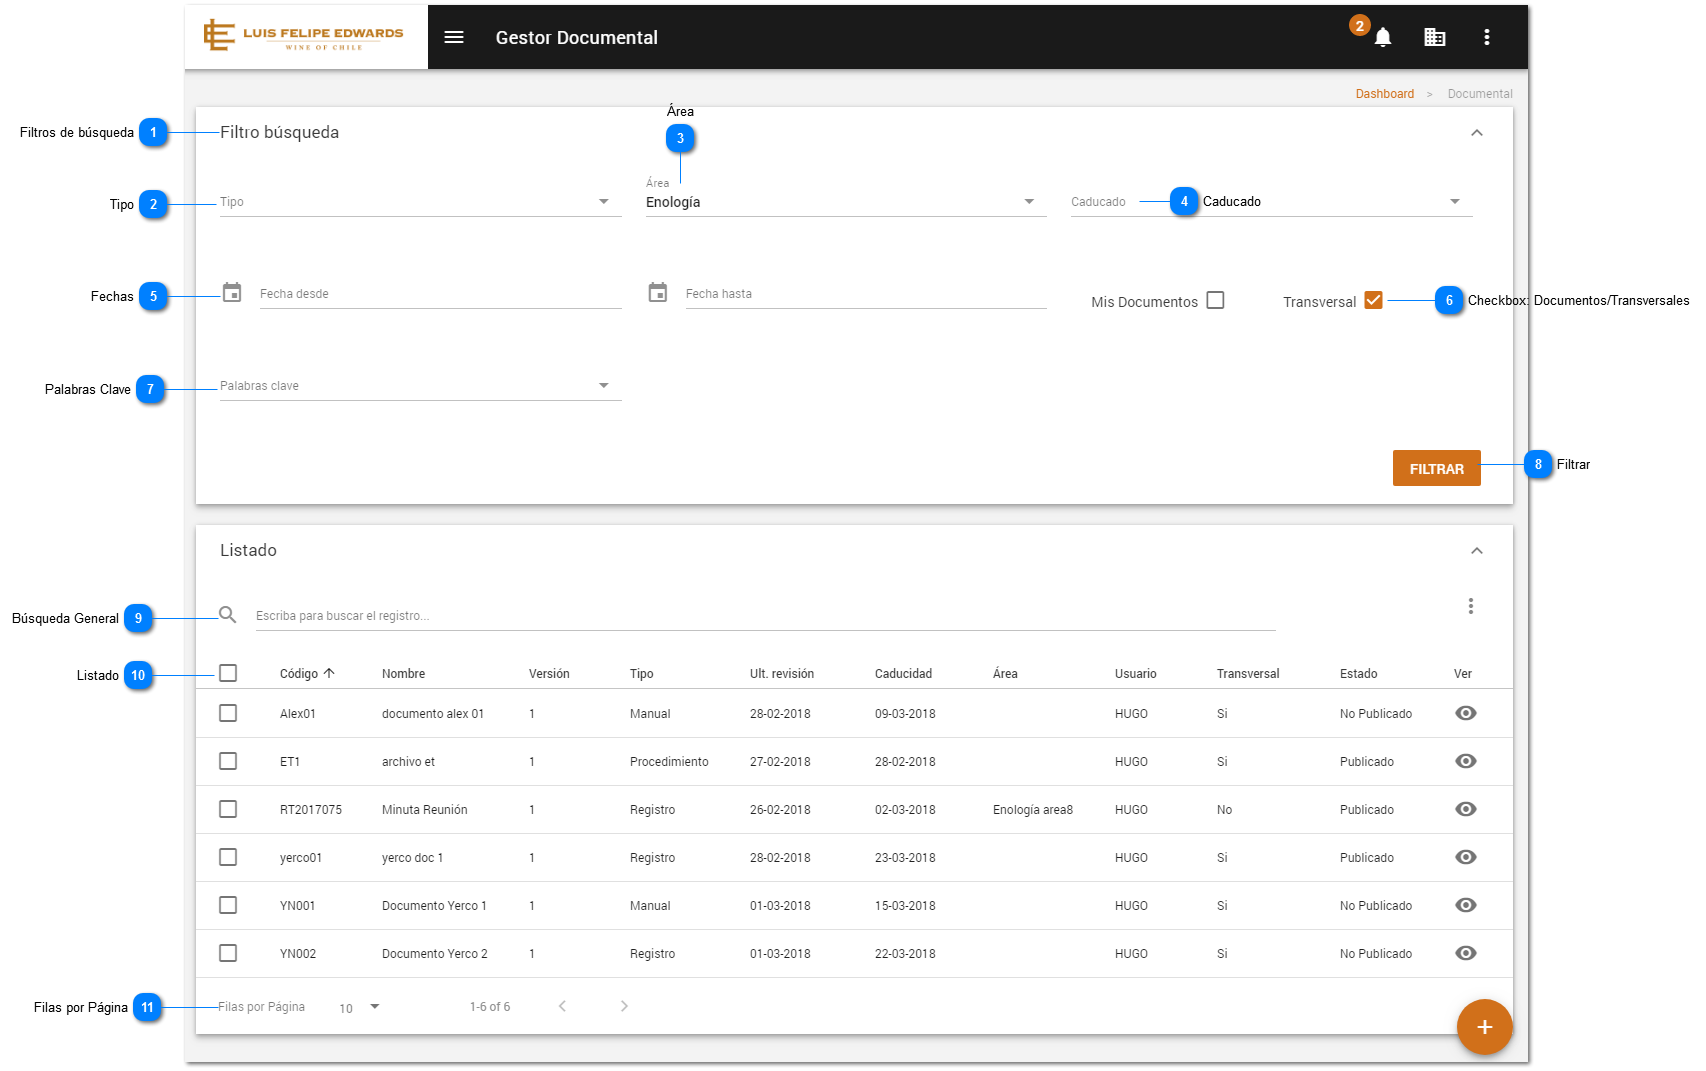 LUIS FELIPE EDWARDS
WINE OF CHILE
Gestor Documental
2
Dashboard > Documental
Área
Filtros de búsqueda 1 Filtro búsqueda
3
Área
Tipo 2 Tipo
Enología
Caducado 4 Caducado
Fechas 5 Fecha desde
Fecha hasta
Mis Documentos
Transversal
6 Checkbox: Documentos/Transversales
Palabras Clave 7 Palabras clave
FILTRAR 8 Filtrar
Listado
Búsqueda General 9 Escriba para buscar el registro...
Listado 10 Código Nombre Versión Tipo Ult. revisión Caducidad Área Usuario Transversal Estado Ver
Alex01 documento alex 01 1 Manual 28-02-2018 09-03-2018 HUGO Si No Publicado
ET1 archivo et 1 Procedimiento 27-02-2018 28-02-2018 HUGO Si Publicado
RT2017075 Minuta Reunión 1 Registro 26-02-2018 02-03-2018 Enología area8 HUGO No Publicado
yerco01 yerco doc 1 1 Registro 28-02-2018 23-03-2018 HUGO Si Publicado
YN001 Documento Yerco 1 1 Manual 01-03-2018 15-03-2018 HUGO Si No Publicado
YN002 Documento Yerco 2 1 Registro 01-03-2018 22-03-2018 HUGO Si No Publicado
Filas por Página 11 Filas por Página 10 1-6 of 6